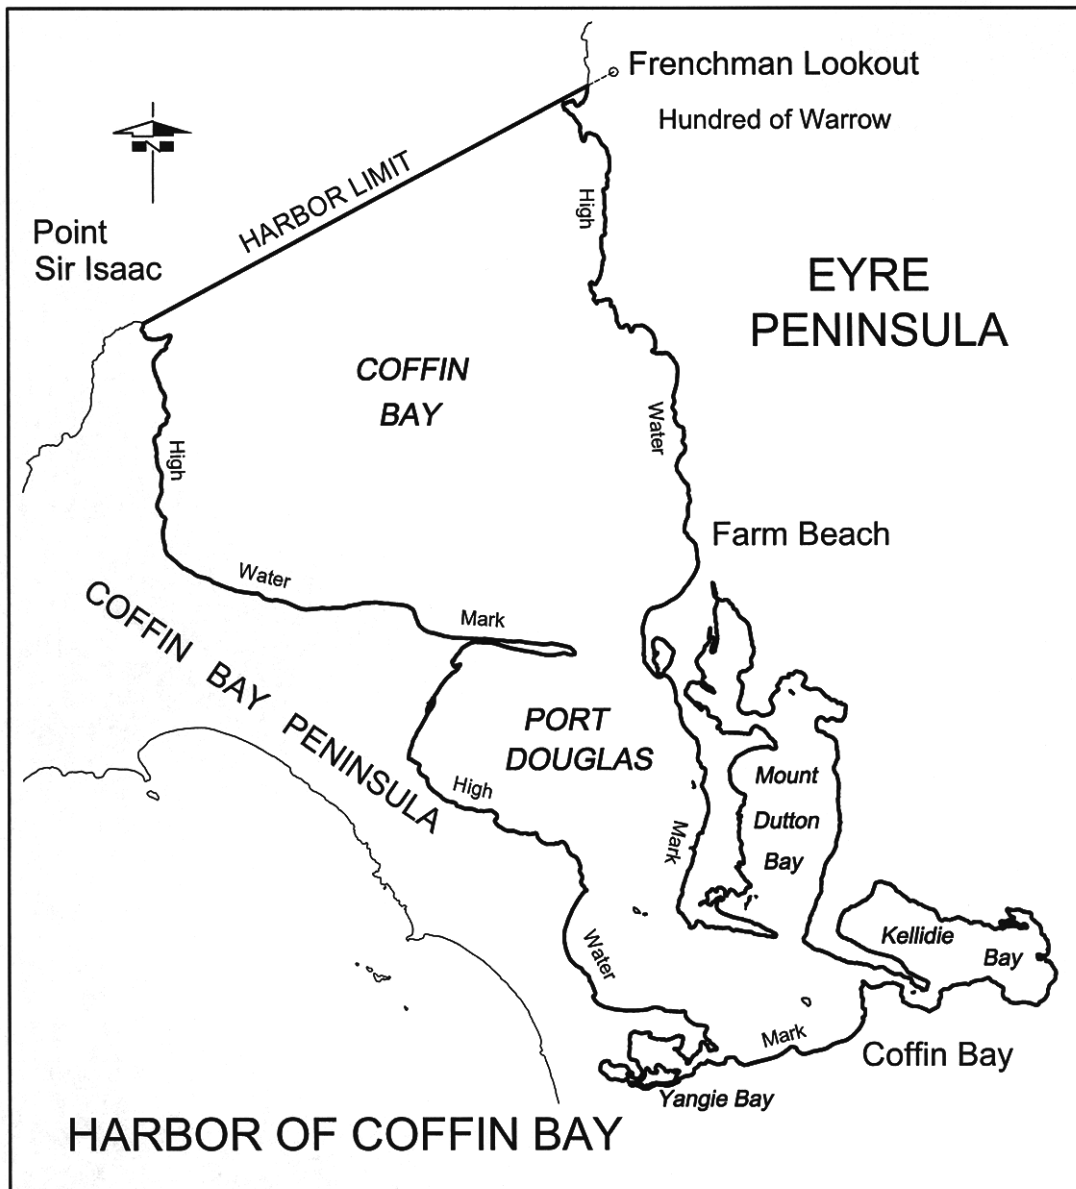 Frenchman Lookout
Hundred of Warrow
N
HARBOR LIMIT
Point
Sir Isaac
High
EYRE
PENINSULA
COFFIN
BAY
Water
High
Farm Beach
Water
Mark
COFFIN BAY PENINSULA
PORT
DOUGLAS
High
Mount
Dutton
Bay
Mark
Kellidie
Bay
Water
Mark
Coffin Bay
Yangie Bay
HARBOR OF COFFIN BAY